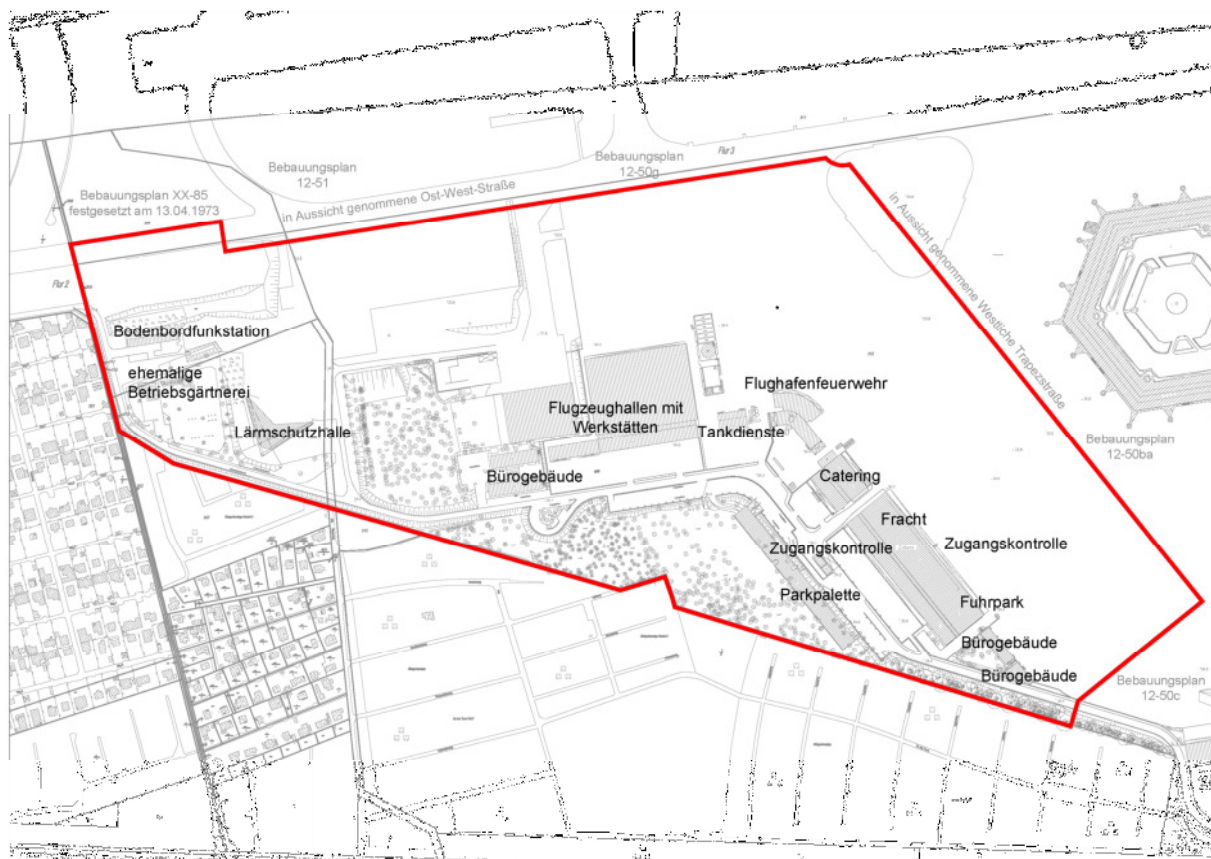 Bebauungsplan
12-51
Bebauungsplan
12-50g
Flur 3
Bebauungsplan XX-85
festgesetzt am 13.04.1973
in Aussicht genommene Ost-West-Straße
in Aussicht genommene Westliche Trapezstraße
Flur 2
Bodenbordfunkstation
ehemalige
Betriebsgärtnerei
Lärmschutzhalle
Flugzeughallen mit
Werkstätten
Bürogebäude
Flughafenfeuerwehr
Tankdienste
Bebauungsplan
12-50ba
Catering
Fracht
Zugangskontrolle
Zugangskontrolle
Parkpalette
Fuhrpark
Bürogebäude
Bürogebäude
Bebauungsplan
12-50c